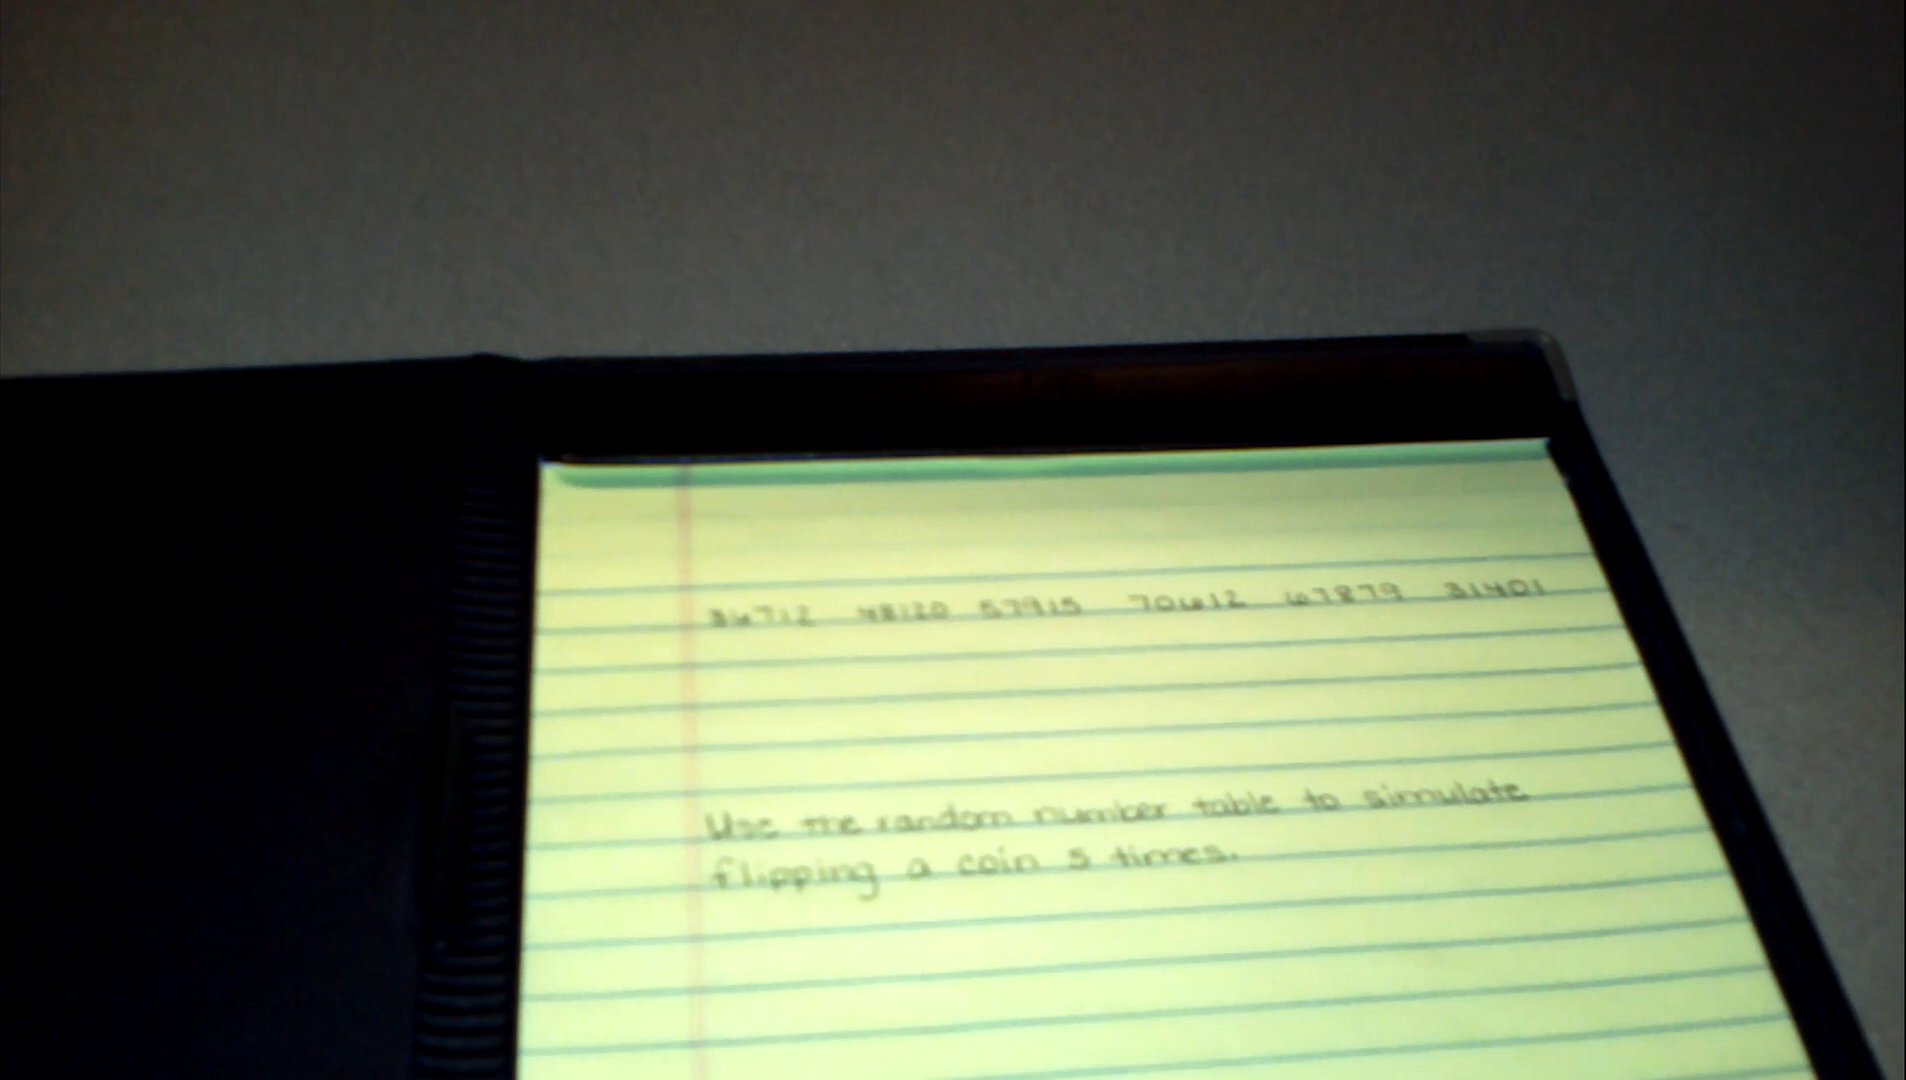 36712 48120 57915 70612 67879 31401
Use the random number table to simulate
flipping a coin 5 times.